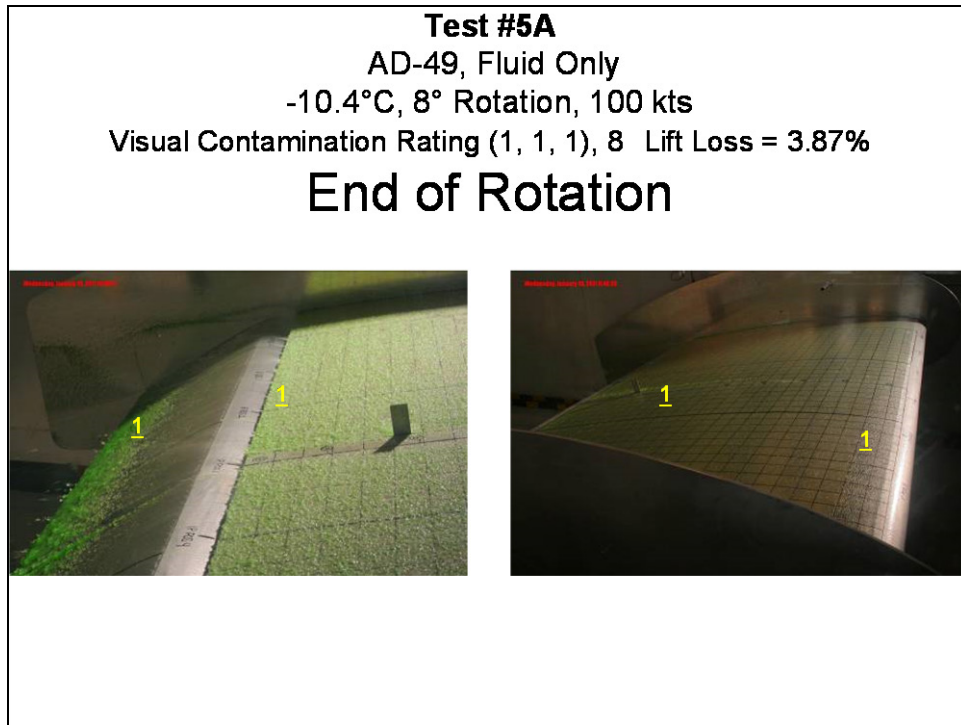 Test #5A
AD-49, Fluid Only
-10.4°C, 8° Rotation, 100 kts
Visual Contamination Rating (1, 1, 1), 8 Lift Loss = 3.87%
End of Rotation
1
1
1
1